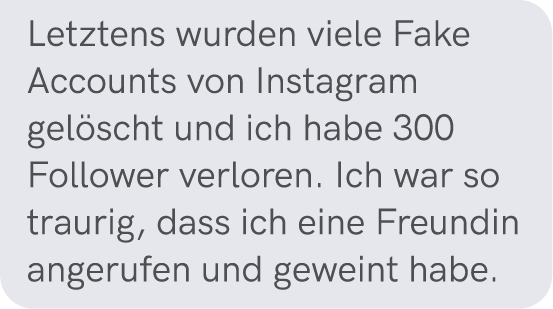 Letztens wurden viele Fake
Accounts von Instagram
gelöscht und ich habe 300
Follower verloren. Ich war so
traurig, dass ich eine Freundin
angerufen und geweint habe.